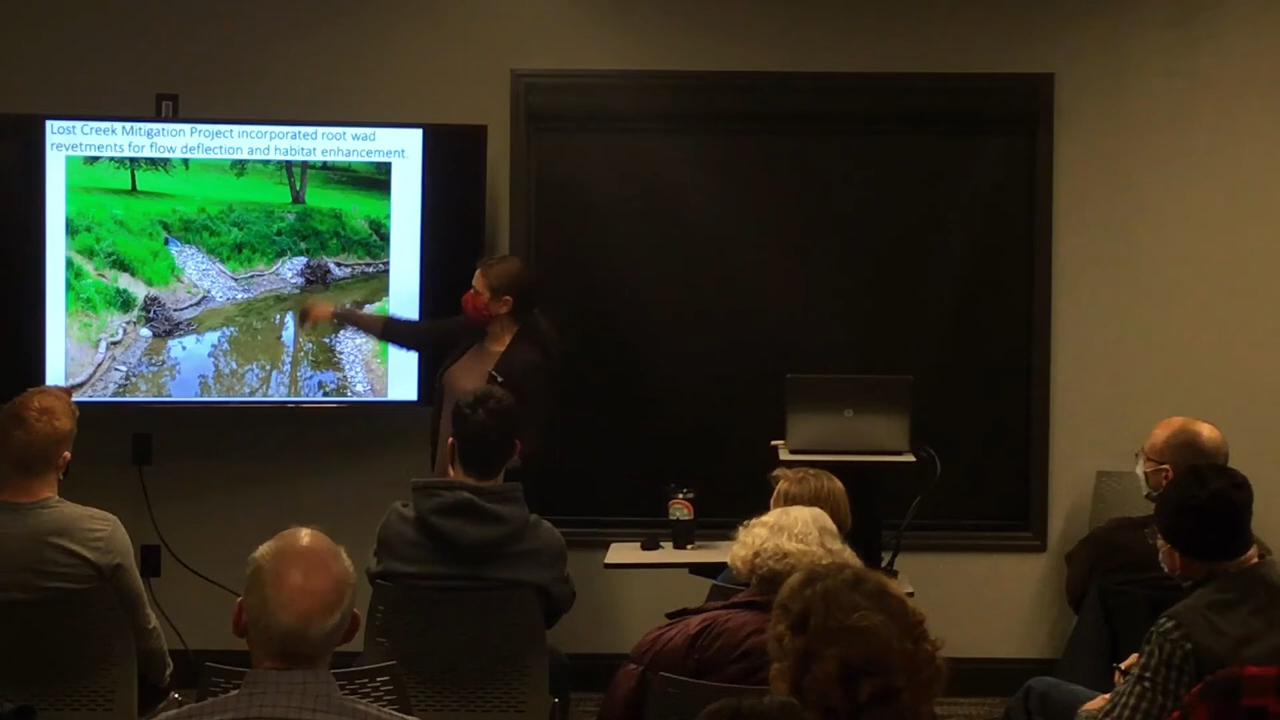 Lost Creek Mitigation Project incorporated root wad
revetments for flow deflection and habitat enhancement.